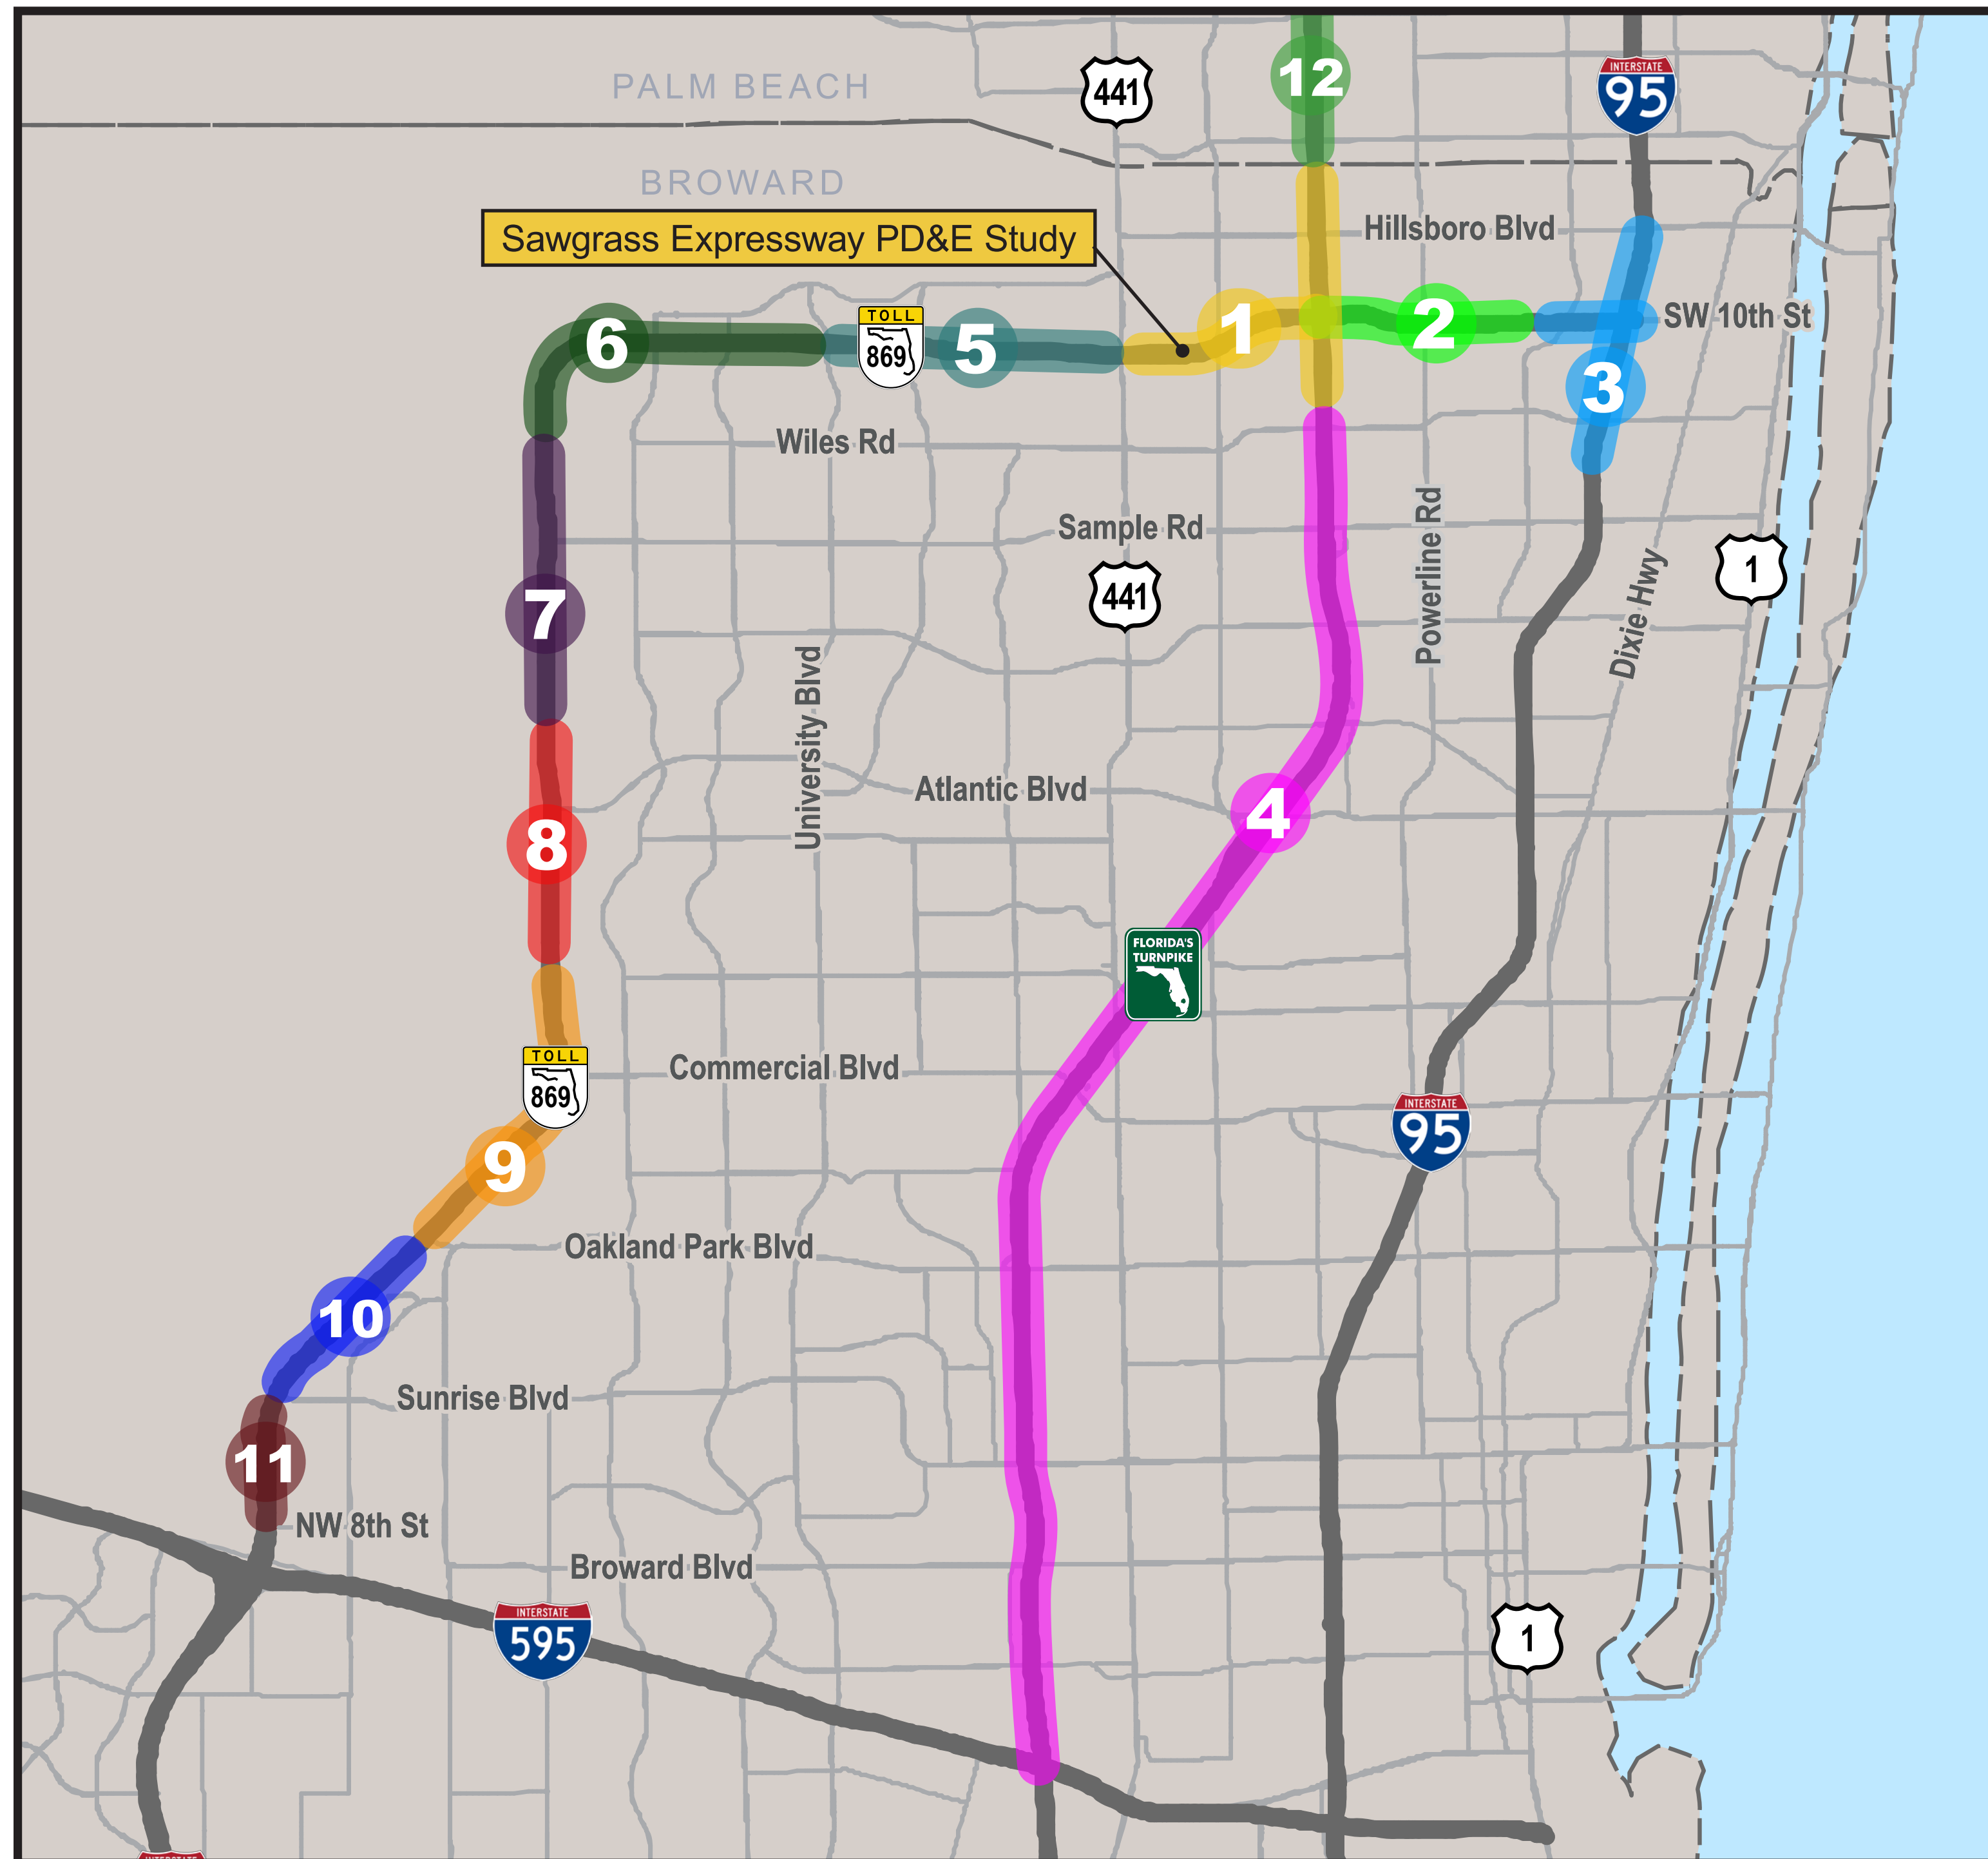 PALM BEACH
441
12
INTERSTATE
95
BROWARD
Hillsboro Blvd
Sawgrass Expressway PD&E Study
TOLL
869
6
5
1
2
SW 10th St
3
Wiles Rd
Sample Rd
441
Powerline Rd
Dixie Hwy
1
7
University Blvd
Atlantic Blvd
4
8
FLORIDA'S
TURNPIKE
TOLL
869
Commercial Blvd
INTERSTATE
95
9
Oakland Park Blvd
10
Sunrise Blvd
11
NW 8th St
Broward Blvd
INTERSTATE
595
1
INTERSTATE